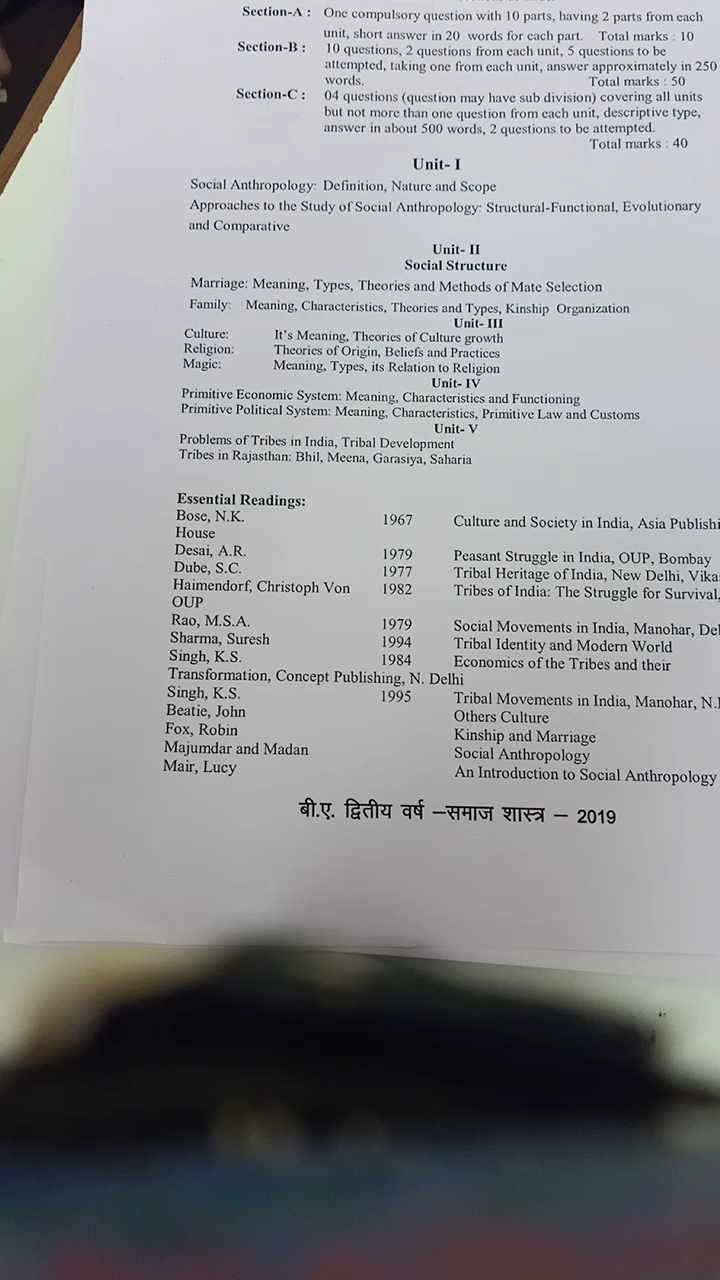 Section-A : One compulsory question with 10 parts, having 2 parts from each
unit, short answer in 20 words for each part. Total marks : 10
Section-B : 10 questions, 2 questions from each unit, 5 questions to be
attempted, taking one from each unit, answer approximately in 250
words. Total marks : 50
Section-C : 04 questions (question may have sub division) covering all units
but not more than one question from each unit, descriptive type,
answer in about 500 words, 2 questions to be attempted.
Total marks : 40
Unit- I
Social Anthropology: Definition, Nature and Scope
Approaches to the Study of Social Anthropology: Structural-Functional, Evolutionary
and Comparative
Unit- II
Social Structure
Marriage: Meaning, Types, Theories and Methods of Mate Selection
Family: Meaning, Characteristics, Theories and Types, Kinship Organization
Unit- III
Culture: It's Meaning, Theories of Culture growth
Religion: Theories of Origin, Beliefs and Practices
Magic: Meaning, Types, its Relation to Religion
Unit- IV
Primitive Economic System: Meaning, Characteristics and Functioning
Primitive Political System: Meaning, Characteristics, Primitive Law and Customs
Unit- V
Problems of Tribes in India, Tribal Development
Tribes in Rajasthan: Bhil, Meena, Garasiya, Saharia
Essential Readings:
Bose, N.K. 1967 Culture and Society in India, Asia Publishi
House
Desai, A.R. 1979 Peasant Struggle in India, OUP, Bombay
Dube, S.C. 1977 Tribal Heritage of India, New Delhi, Vika
Haimendorf, Christoph Von 1982 Tribes of India: The Struggle for Survival,
OUP
Rao, M.S.A. 1979 Social Movements in India, Manohar, Del
Sharma, Suresh 1994 Tribal Identity and Modern World
Singh, K.S. 1984 Economics of the Tribes and their
Transformation, Concept Publishing, N. Delhi
Singh, K.S. 1995 Tribal Movements in India, Manohar, N.
Beatie, John Others Culture
Fox, Robin Kinship and Marriage
Majumdar and Madan Social Anthropology
Mair, Lucy An Introduction to Social Anthropology
बी.ए. द्वितीय वर्ष –समाज शास्त्र – 2019